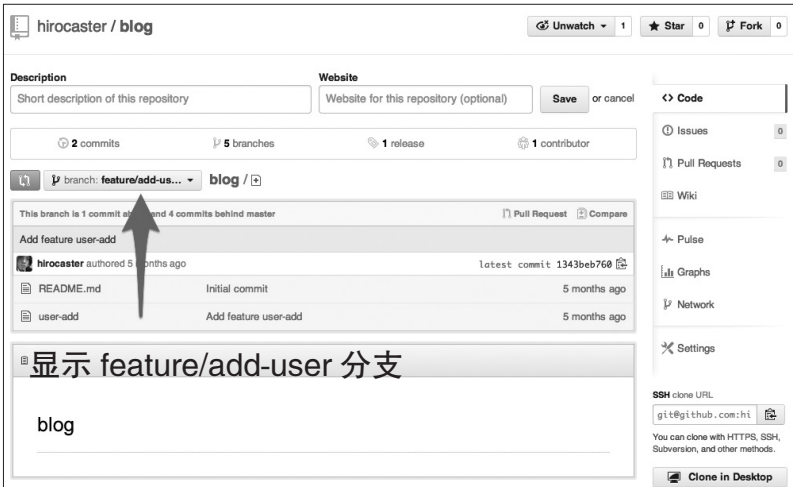 hirocaster / blog
Unwatch 1
Star 0
Fork 0
Description
Website
Short description of this repository
Website for this repository (optional)
Save or cancel
2 commits
5 branches
1 release
1 contributor
branch: feature/add-us...
blog /
This branch is 1 commit and 4 commits behind master
Pull Request
Compare
Add feature user-add
hirocaster authored 5 months ago
latest commit 1343beb760
README.md Initial commit 5 months ago
user-add Add feature user-add 5 months ago
显示 feature/add-user 分支
blog
Code
Issues 0
Pull Requests 0
Wiki
Pulse
Graphs
Network
Settings
SSH clone URL
git@github.com:hi
You can clone with HTTPS, SSH,
Subversion, and other methods.
Clone in Desktop